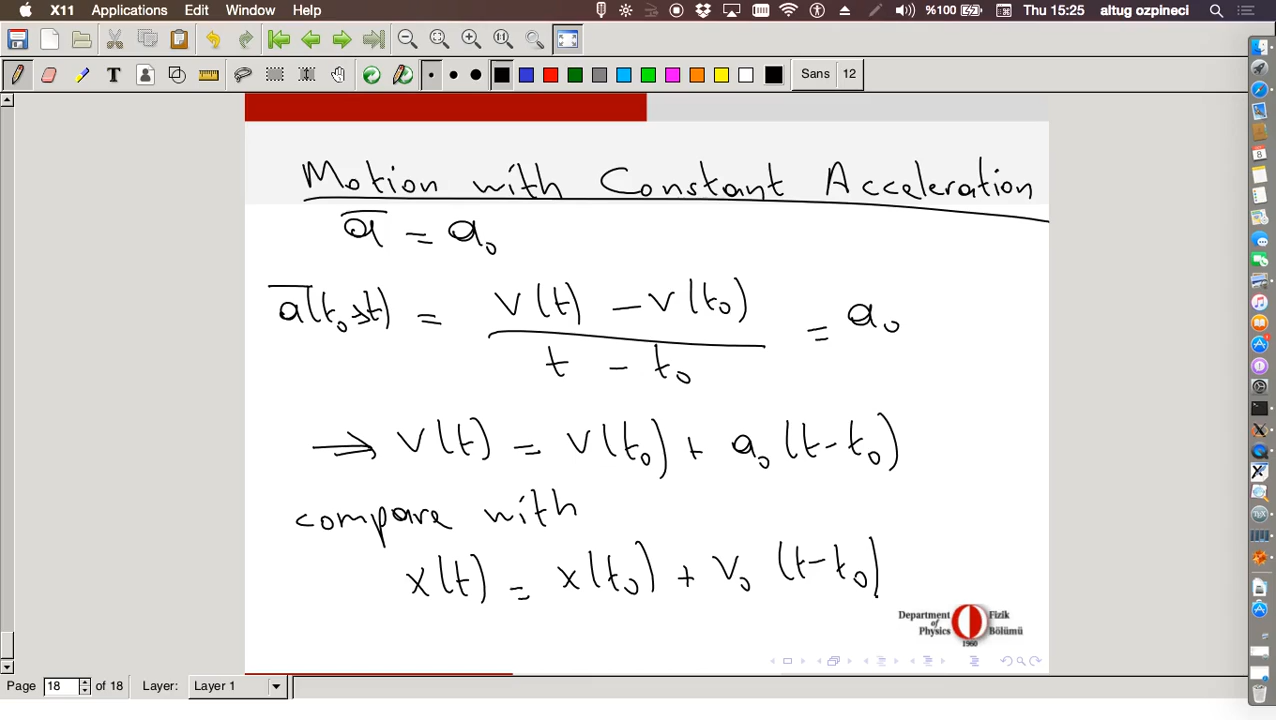 X11 Applications Edit Window Help %100 Thu 15:25 altug ozpineci
T Sans 12
Motion with Constant Acceleration
a̅ = a₀
a̅(t₀→t) = (v(t) − v(t₀)) / (t − t₀) = a₀
⇒ v(t) = v(t₀) + a₀ (t−t₀)
compare with
x(t) = x(t₀) + v₀ (t−t₀)
Department of Physics Fizik Bölümü
1960
Page 18 of 18 Layer: Layer 1